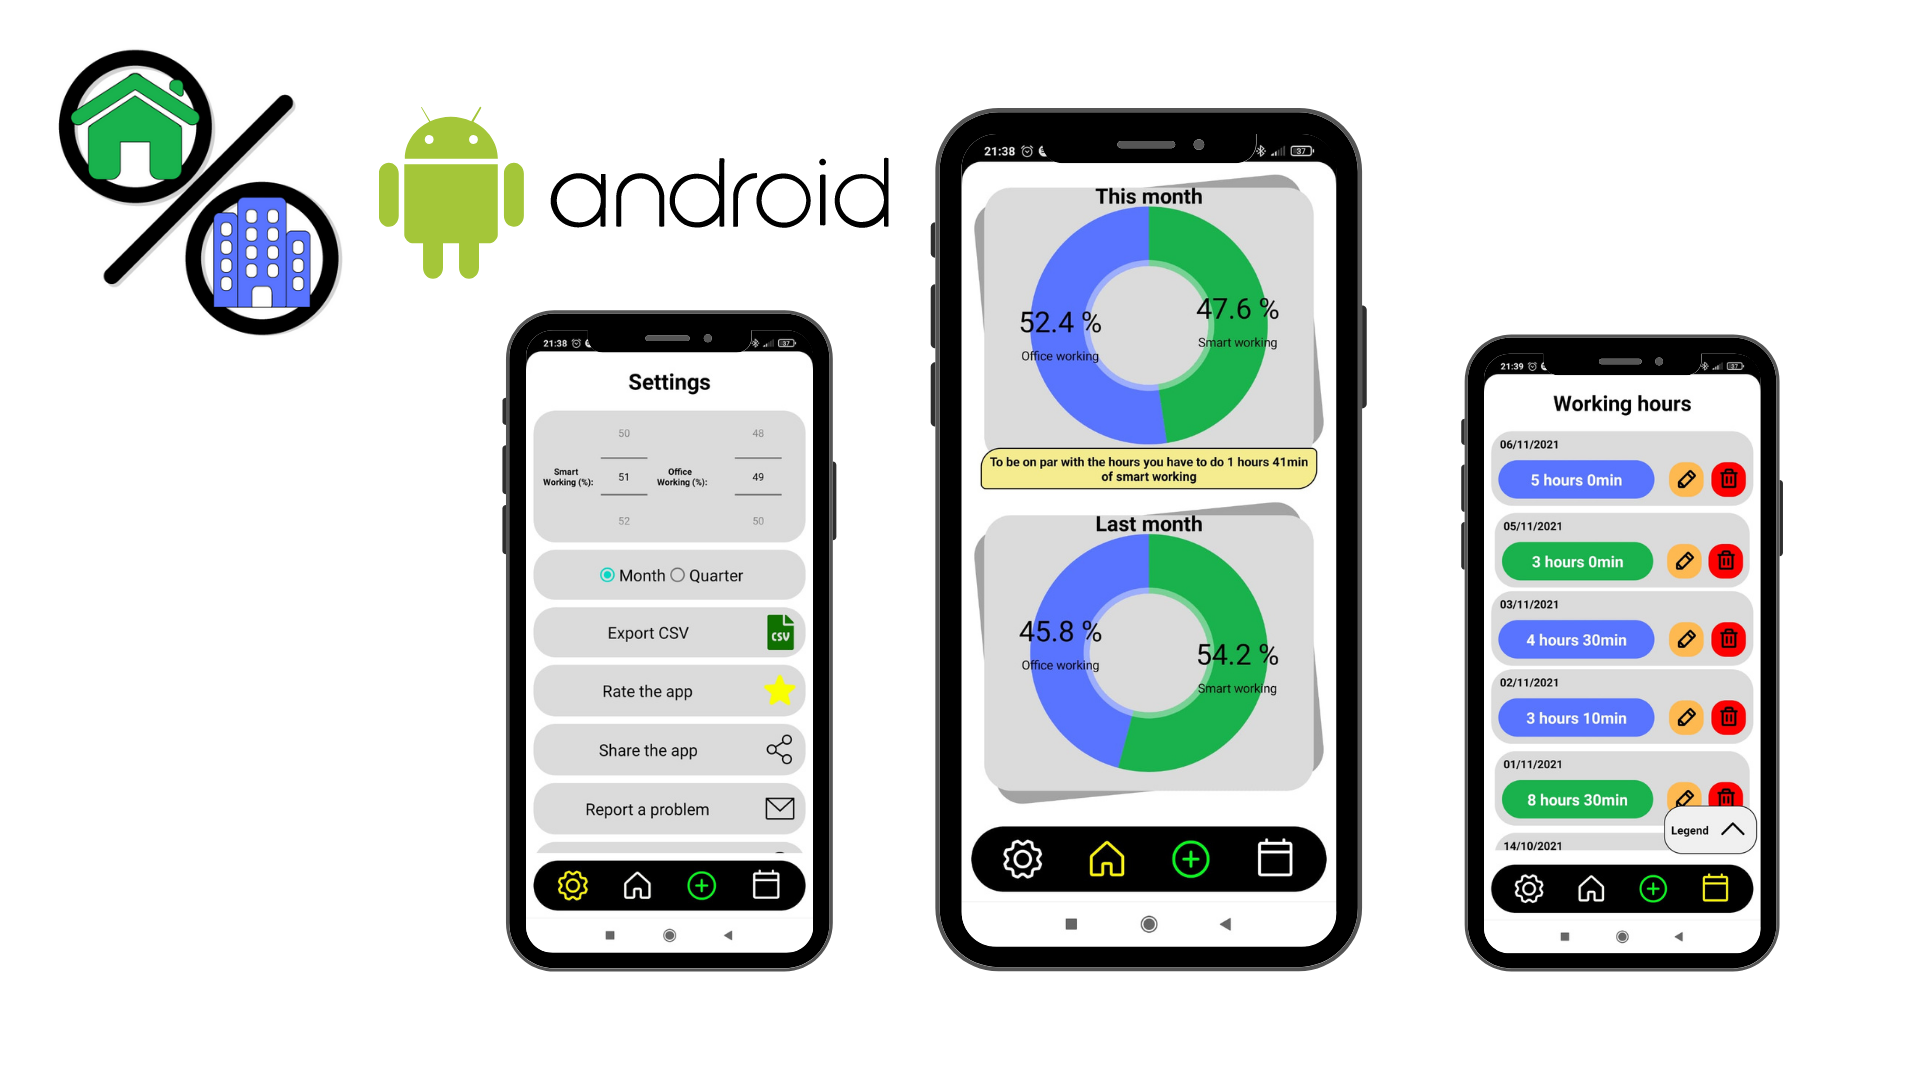 android
21:38
37
Settings
50
48
Smart
Working (%):
51
Office
Working (%):
49
52
50
Month
Quarter
Export CSV
CSV
Rate the app
Share the app
Report a problem
21:38
37
This month
52.4 %
Office working
47.6 %
Smart working
To be on par with the hours you have to do 1 hours 41min
of smart working
Last month
45.8 %
Office working
54.2 %
Smart working
21:39
37
Working hours
06/11/2021
5 hours 0min
05/11/2021
3 hours 0min
03/11/2021
4 hours 30min
02/11/2021
3 hours 10min
01/11/2021
8 hours 30min
Legend
14/10/2021